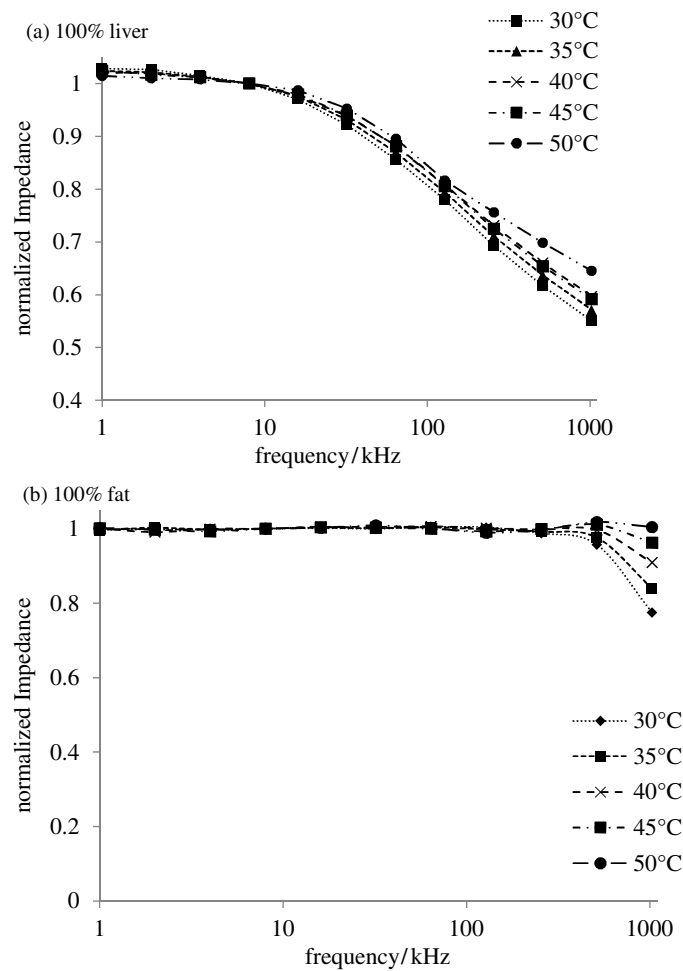 (a) 100% liver
30°C
35°C
40°C
45°C
50°C
normalized Impedance
1
0.9
0.8
0.7
0.6
0.5
0.4
1 10 100 1000
frequency/kHz
(b) 100% fat
normalized Impedance
1
0.8
0.6
0.4
0.2
0
30°C
35°C
40°C
45°C
50°C
1 10 100 1000
frequency/kHz